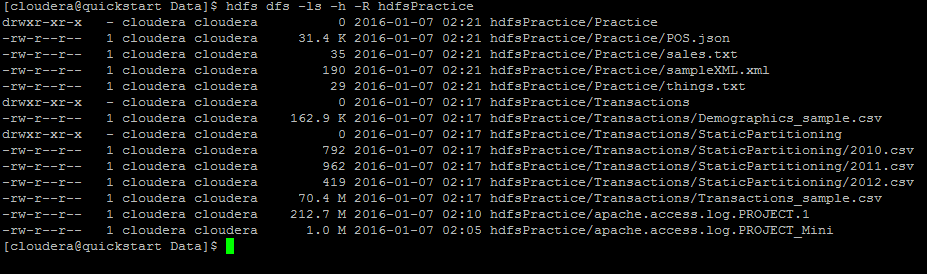 [cloudera@quickstart Data]$ hdfs dfs -ls -h -R hdfsPractice
drwxr-xr-x   - cloudera cloudera          0 2016-01-07 02:21 hdfsPractice/Practice
-rw-r--r--   1 cloudera cloudera     31.4 K 2016-01-07 02:21 hdfsPractice/Practice/POS.json
-rw-r--r--   1 cloudera cloudera         35 2016-01-07 02:21 hdfsPractice/Practice/sales.txt
-rw-r--r--   1 cloudera cloudera        190 2016-01-07 02:21 hdfsPractice/Practice/sampleXML.xml
-rw-r--r--   1 cloudera cloudera         29 2016-01-07 02:21 hdfsPractice/Practice/things.txt
drwxr-xr-x   - cloudera cloudera          0 2016-01-07 02:17 hdfsPractice/Transactions
-rw-r--r--   1 cloudera cloudera    162.9 K 2016-01-07 02:17 hdfsPractice/Transactions/Demographics_sample.csv
drwxr-xr-x   - cloudera cloudera          0 2016-01-07 02:17 hdfsPractice/Transactions/StaticPartitioning
-rw-r--r--   1 cloudera cloudera        792 2016-01-07 02:17 hdfsPractice/Transactions/StaticPartitioning/2010.csv
-rw-r--r--   1 cloudera cloudera        962 2016-01-07 02:17 hdfsPractice/Transactions/StaticPartitioning/2011.csv
-rw-r--r--   1 cloudera cloudera        419 2016-01-07 02:17 hdfsPractice/Transactions/StaticPartitioning/2012.csv
-rw-r--r--   1 cloudera cloudera     70.4 M 2016-01-07 02:17 hdfsPractice/Transactions/Transactions_sample.csv
-rw-r--r--   1 cloudera cloudera    212.7 M 2016-01-07 02:10 hdfsPractice/apache.access.log.PROJECT.1
-rw-r--r--   1 cloudera cloudera      1.0 M 2016-01-07 02:05 hdfsPractice/apache.access.log.PROJECT_Mini
[cloudera@quickstart Data]$